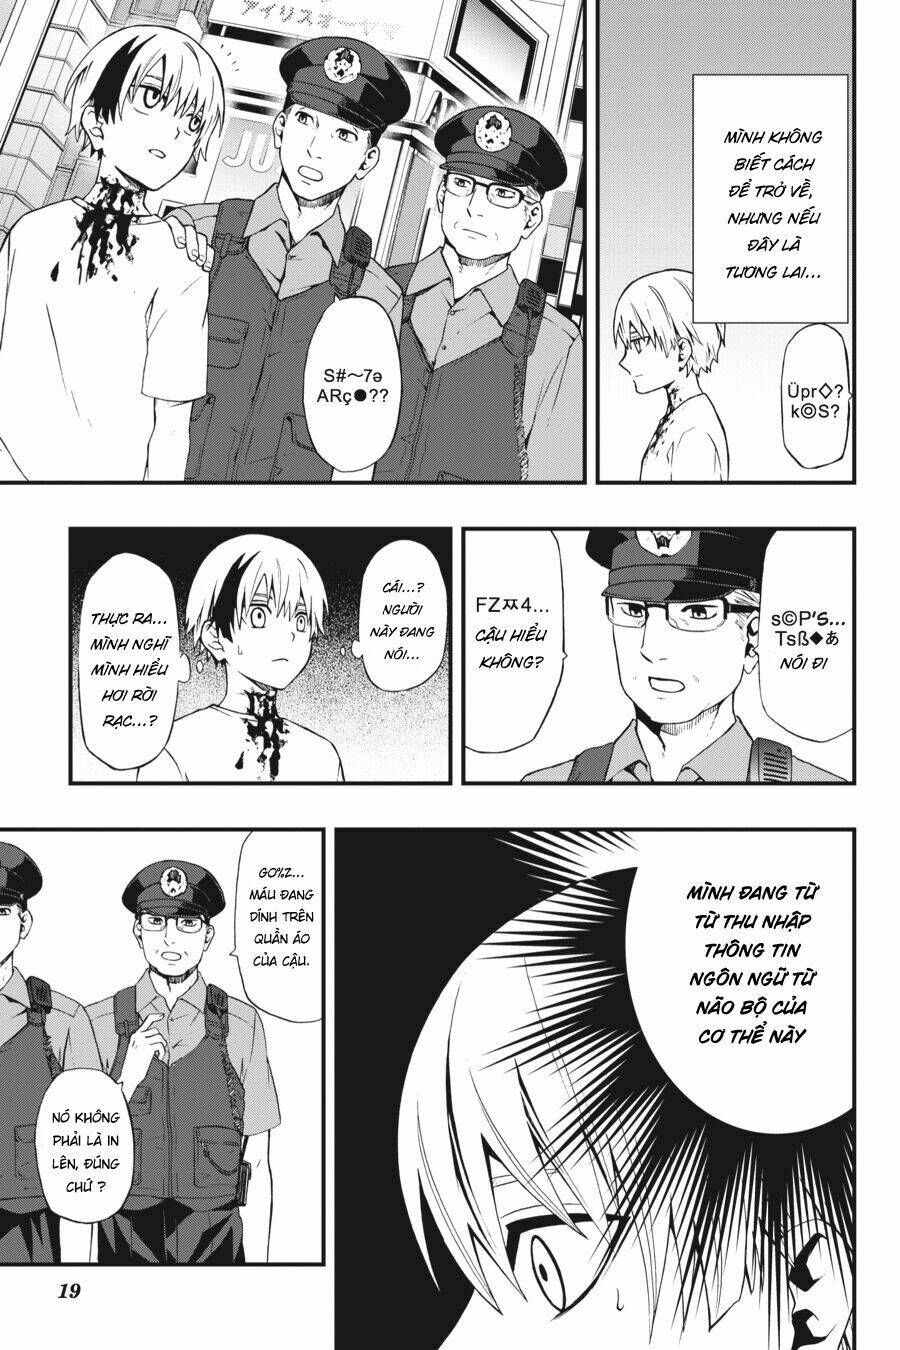 MÌNH KHÔNG
BIẾT CÁCH
ĐỂ TRỞ VỀ,
NHƯNG NẾU
ĐÂY LÀ
TƯƠNG LAI...
Üpr◇?
k◎S?
アイリスオーヤマ
JU
S#～7ə
ARç●??
s©P's...
Tsß◆あ
NÓI ĐI
FZㅉ4...
CẬU HIỂU
KHÔNG?
CÁI...?
NGƯỜI
NÀY ĐANG
NÓI...
THỰC RA...
MÌNH NGHĨ
MÌNH HIỂU
HƠI RỜI
RẠC...?
MÌNH ĐANG TỪ
TỪ THU NHẬP
THÔNG TIN
NGÔN NGỮ TỪ
NÃO BỘ CỦA
CƠ THỂ NÀY
GO%Z...
MÁU ĐANG
DÍNH TRÊN
QUẦN ÁO
CỦA CẬU.
NÓ KHÔNG
PHẢI LÀ IN
LÊN, ĐÚNG
CHỨ ?
19